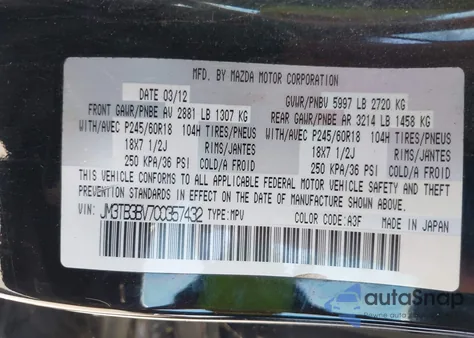 MFD. BY MAZDA MOTOR CORPORATION
DATE 03/12 GVWR/PNBV 5997 LB 2720 KG
FRONT GAWR/PNBE AV 2881 LB 1307 KG REAR GAWR/PNBE AR 3214 LB 1458 KG
WITH/AVEC P245/60R18 104H TIRES/PNEUS WITH/AVEC P245/60R18 104H TIRES/PNEUS
18X7 1/2J RIMS/JANTES 18X7 1/2J RIMS/JANTES
250 KPA/36 PSI COLD/A FROID 250 KPA/36 PSI COLD/A FROID
THIS VEHICLE CONFORMS TO ALL APPLICABLE FEDERAL MOTOR VEHICLE SAFETY AND THEFT
PREVENTION STANDARDS IN EFFECT ON THE DATE OF MANUFACTURE SHOWN ABOVE.
VIN: JM3TB3BV7C0357432 TYPE: MPV COLOR CODE: A3F MADE IN JAPAN
autoSnap